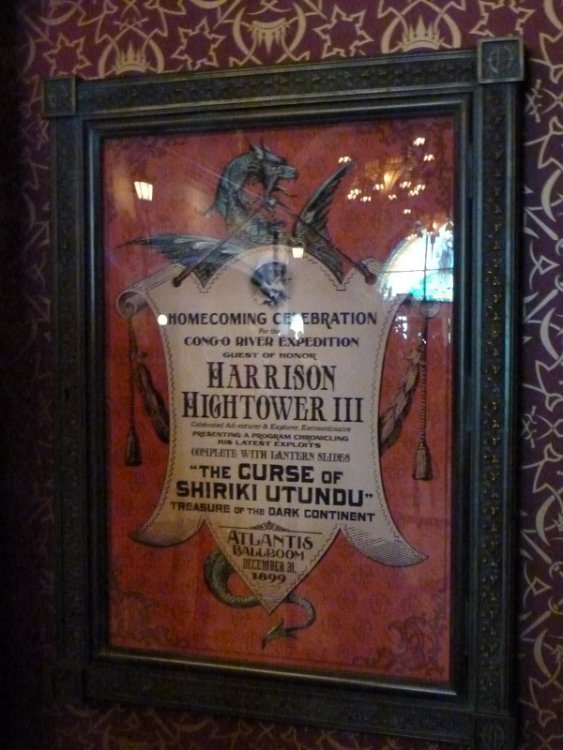 HOMECOMING CELEBRATION
For the
CONGO RIVER EXPEDITION
GUEST OF HONOR
HARRISON
HIGHTOWER III
Celebrated Adventurer & Explorer, Extraordinaire
PRESENTING A PROGRAM CHRONICLING
HIS LATEST EXPLOITS
COMPLETE WITH LANTERN SLIDES
"THE CURSE OF
SHIRIKI UTUNDU"
TREASURE OF THE DARK CONTINENT
ATLANTIS
BALLROOM
DECEMBER 31,
1899